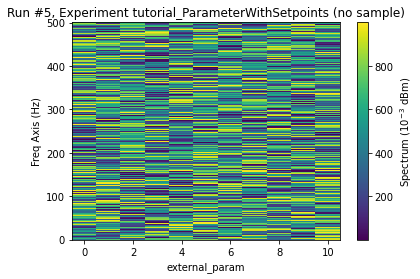 Run #5, Experiment tutorial_ParameterWithSetpoints (no sample)
500
400
300
200
100
0
Freq Axis (Hz)
0 2 4 6 8 10
external_param
800
600
400
200
Spectrum (10⁻³ dBm)